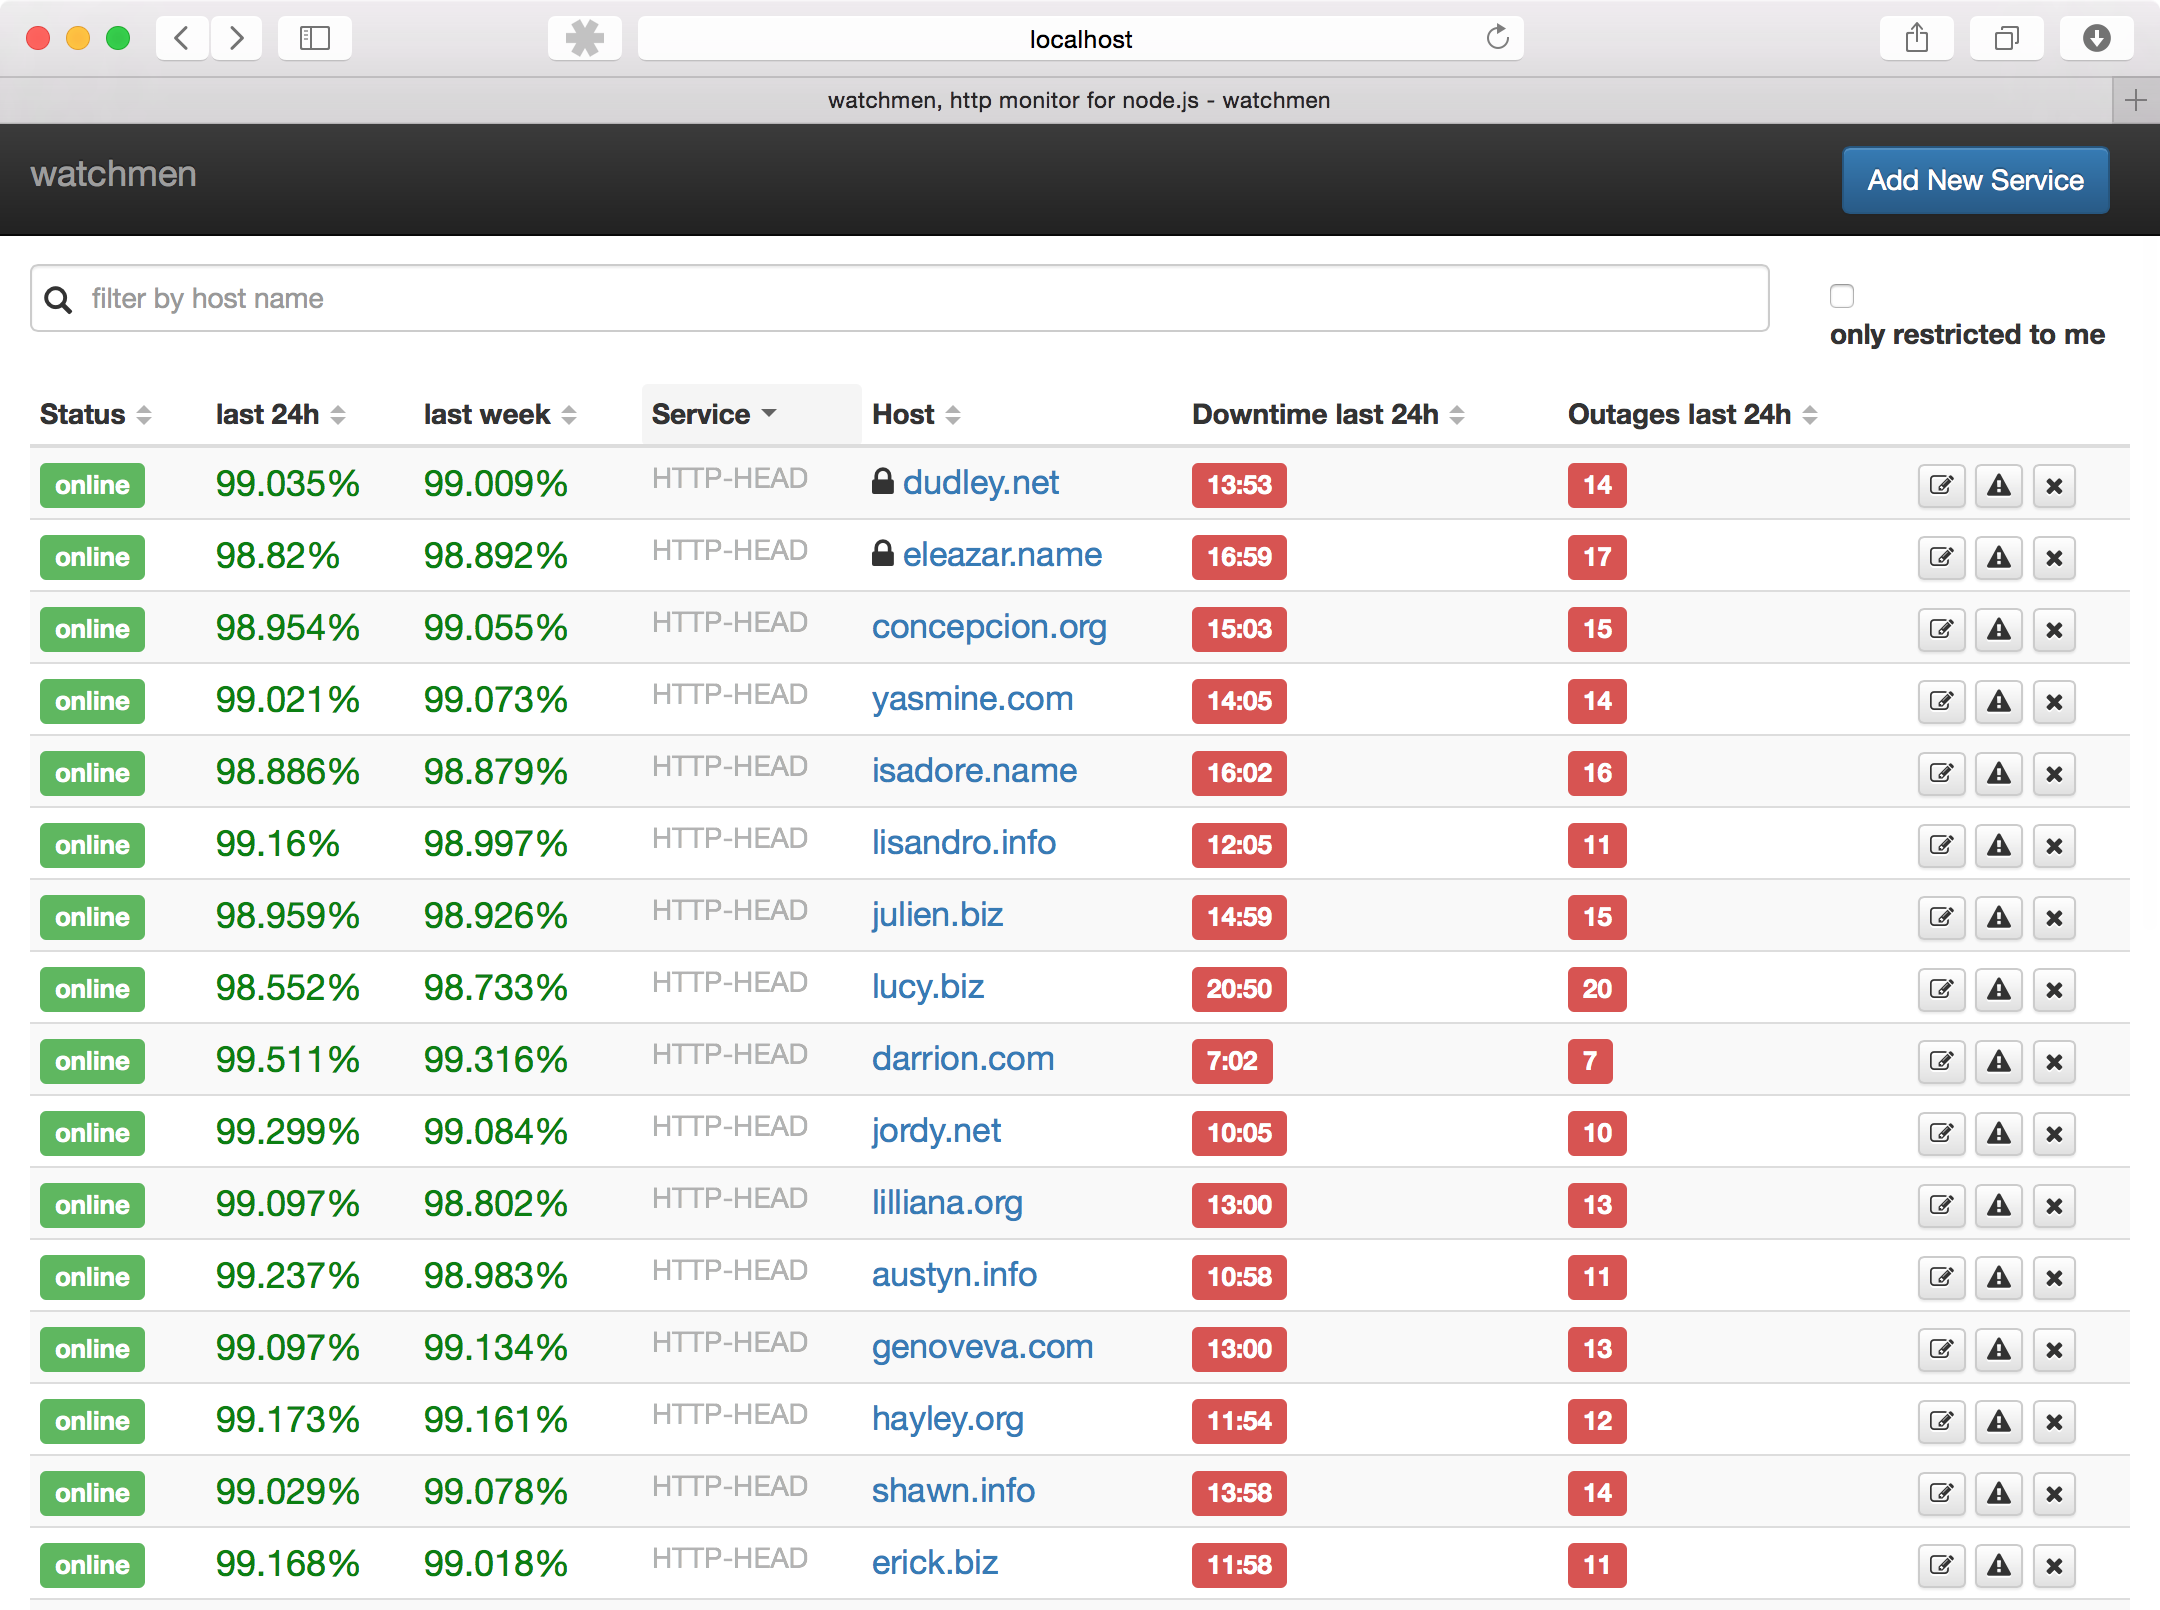 localhost
watchmen, http monitor for node.js - watchmen
watchmen
Add New Service
filter by host name
only restricted to me
Status last 24h last week Service Host Downtime last 24h Outages last 24h
online 99.035% 99.009% HTTP-HEAD dudley.net 13:53 14
online 98.82% 98.892% HTTP-HEAD eleazar.name 16:59 17
online 98.954% 99.055% HTTP-HEAD concepcion.org 15:03 15
online 99.021% 99.073% HTTP-HEAD yasmine.com 14:05 14
online 98.886% 98.879% HTTP-HEAD isadore.name 16:02 16
online 99.16% 98.997% HTTP-HEAD lisandro.info 12:05 11
online 98.959% 98.926% HTTP-HEAD julien.biz 14:59 15
online 98.552% 98.733% HTTP-HEAD lucy.biz 20:50 20
online 99.511% 99.316% HTTP-HEAD darrion.com 7:02 7
online 99.299% 99.084% HTTP-HEAD jordy.net 10:05 10
online 99.097% 98.802% HTTP-HEAD lilliana.org 13:00 13
online 99.237% 98.983% HTTP-HEAD austyn.info 10:58 11
online 99.097% 99.134% HTTP-HEAD genoveva.com 13:00 13
online 99.173% 99.161% HTTP-HEAD hayley.org 11:54 12
online 99.029% 99.078% HTTP-HEAD shawn.info 13:58 14
online 99.168% 99.018% HTTP-HEAD erick.biz 11:58 11